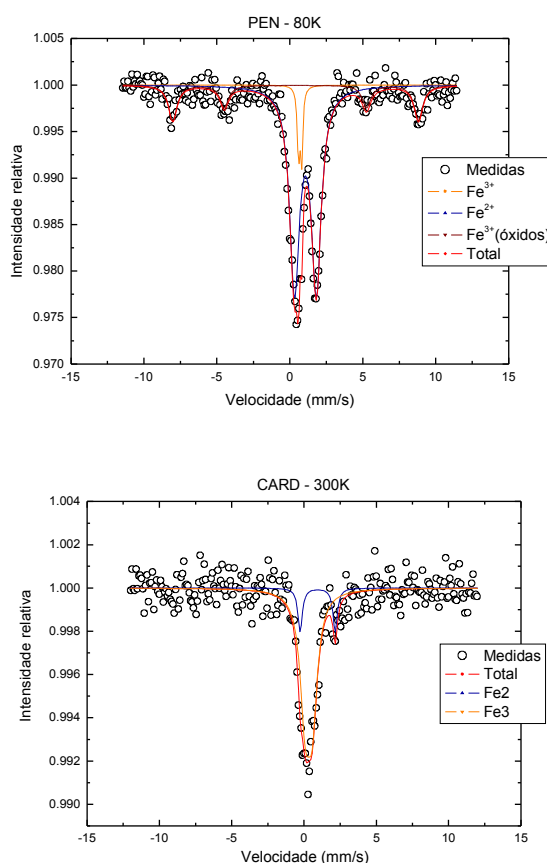 PEN - 80K
1.005
1.000
0.995
0.990
0.985
0.980
0.975
0.970
Intensidade relativa
Medidas
Fe3+
Fe2+
Fe3+(óxidos)
Total
-15 -10 -5 0 5 10 15
Velocidade (mm/s)
CARD - 300K
1.004
1.002
1.000
0.998
0.996
0.994
0.992
0.990
Intensidade relativa
Medidas
Total
Fe2
Fe3
-15 -10 -5 0 5 10 15
Velocidade (mm/s)